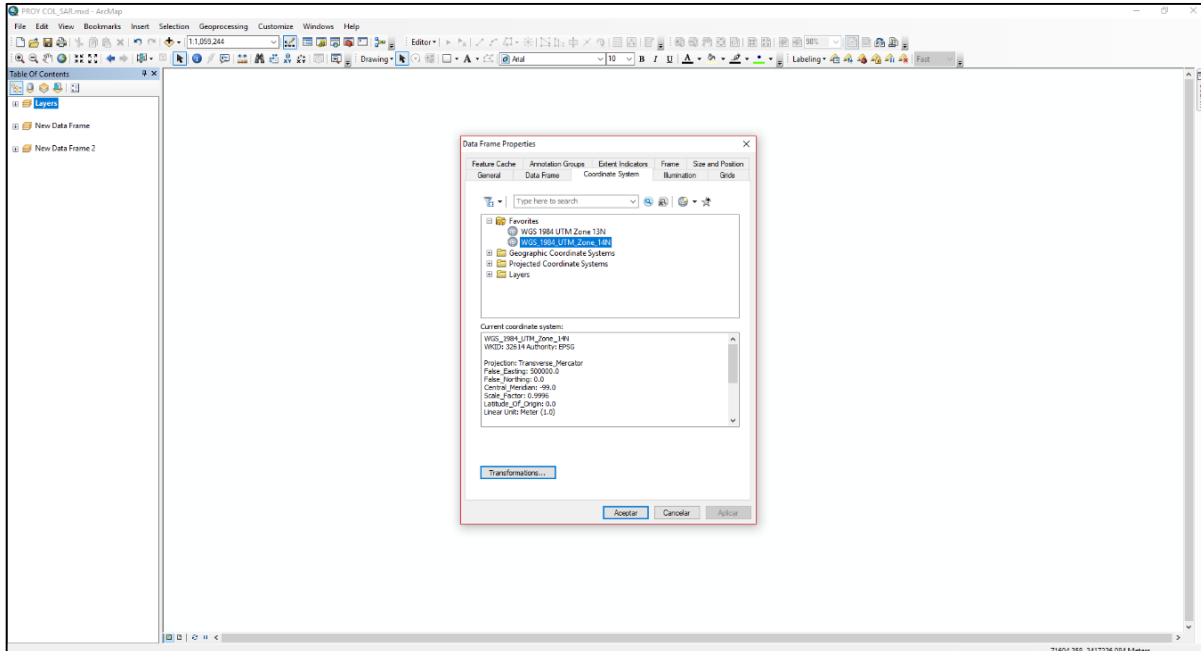 PROY COL_SAR.mxd - ArcMap
File Edit View Bookmarks Insert Selection Geoprocessing Customize Windows Help
1:1,059,244
Editor
98%
Drawing
Arial
10
B I U A
Labeling
Fast
Table Of Contents
Layers
New Data Frame
New Data Frame 2
Data Frame Properties
Feature Cache Annotation Groups Extent Indicators Frame Size and Position
General Data Frame Coordinate System Illumination Grids
Type here to search
Favorites
WGS 1984 UTM Zone 13N
WGS_1984_UTM_Zone_14N
Geographic Coordinate Systems
Projected Coordinate Systems
Layers
Current coordinate system:
WGS_1984_UTM_Zone_14N
WKID: 32614 Authority: EPSG
Projection: Transverse_Mercator
False_Easting: 500000.0
False_Northing: 0.0
Central_Meridian: -99.0
Scale_Factor: 0.9996
Latitude_Of_Origin: 0.0
Linear Unit: Meter (1.0)
Transformations...
Aceptar Cancelar Aplicar